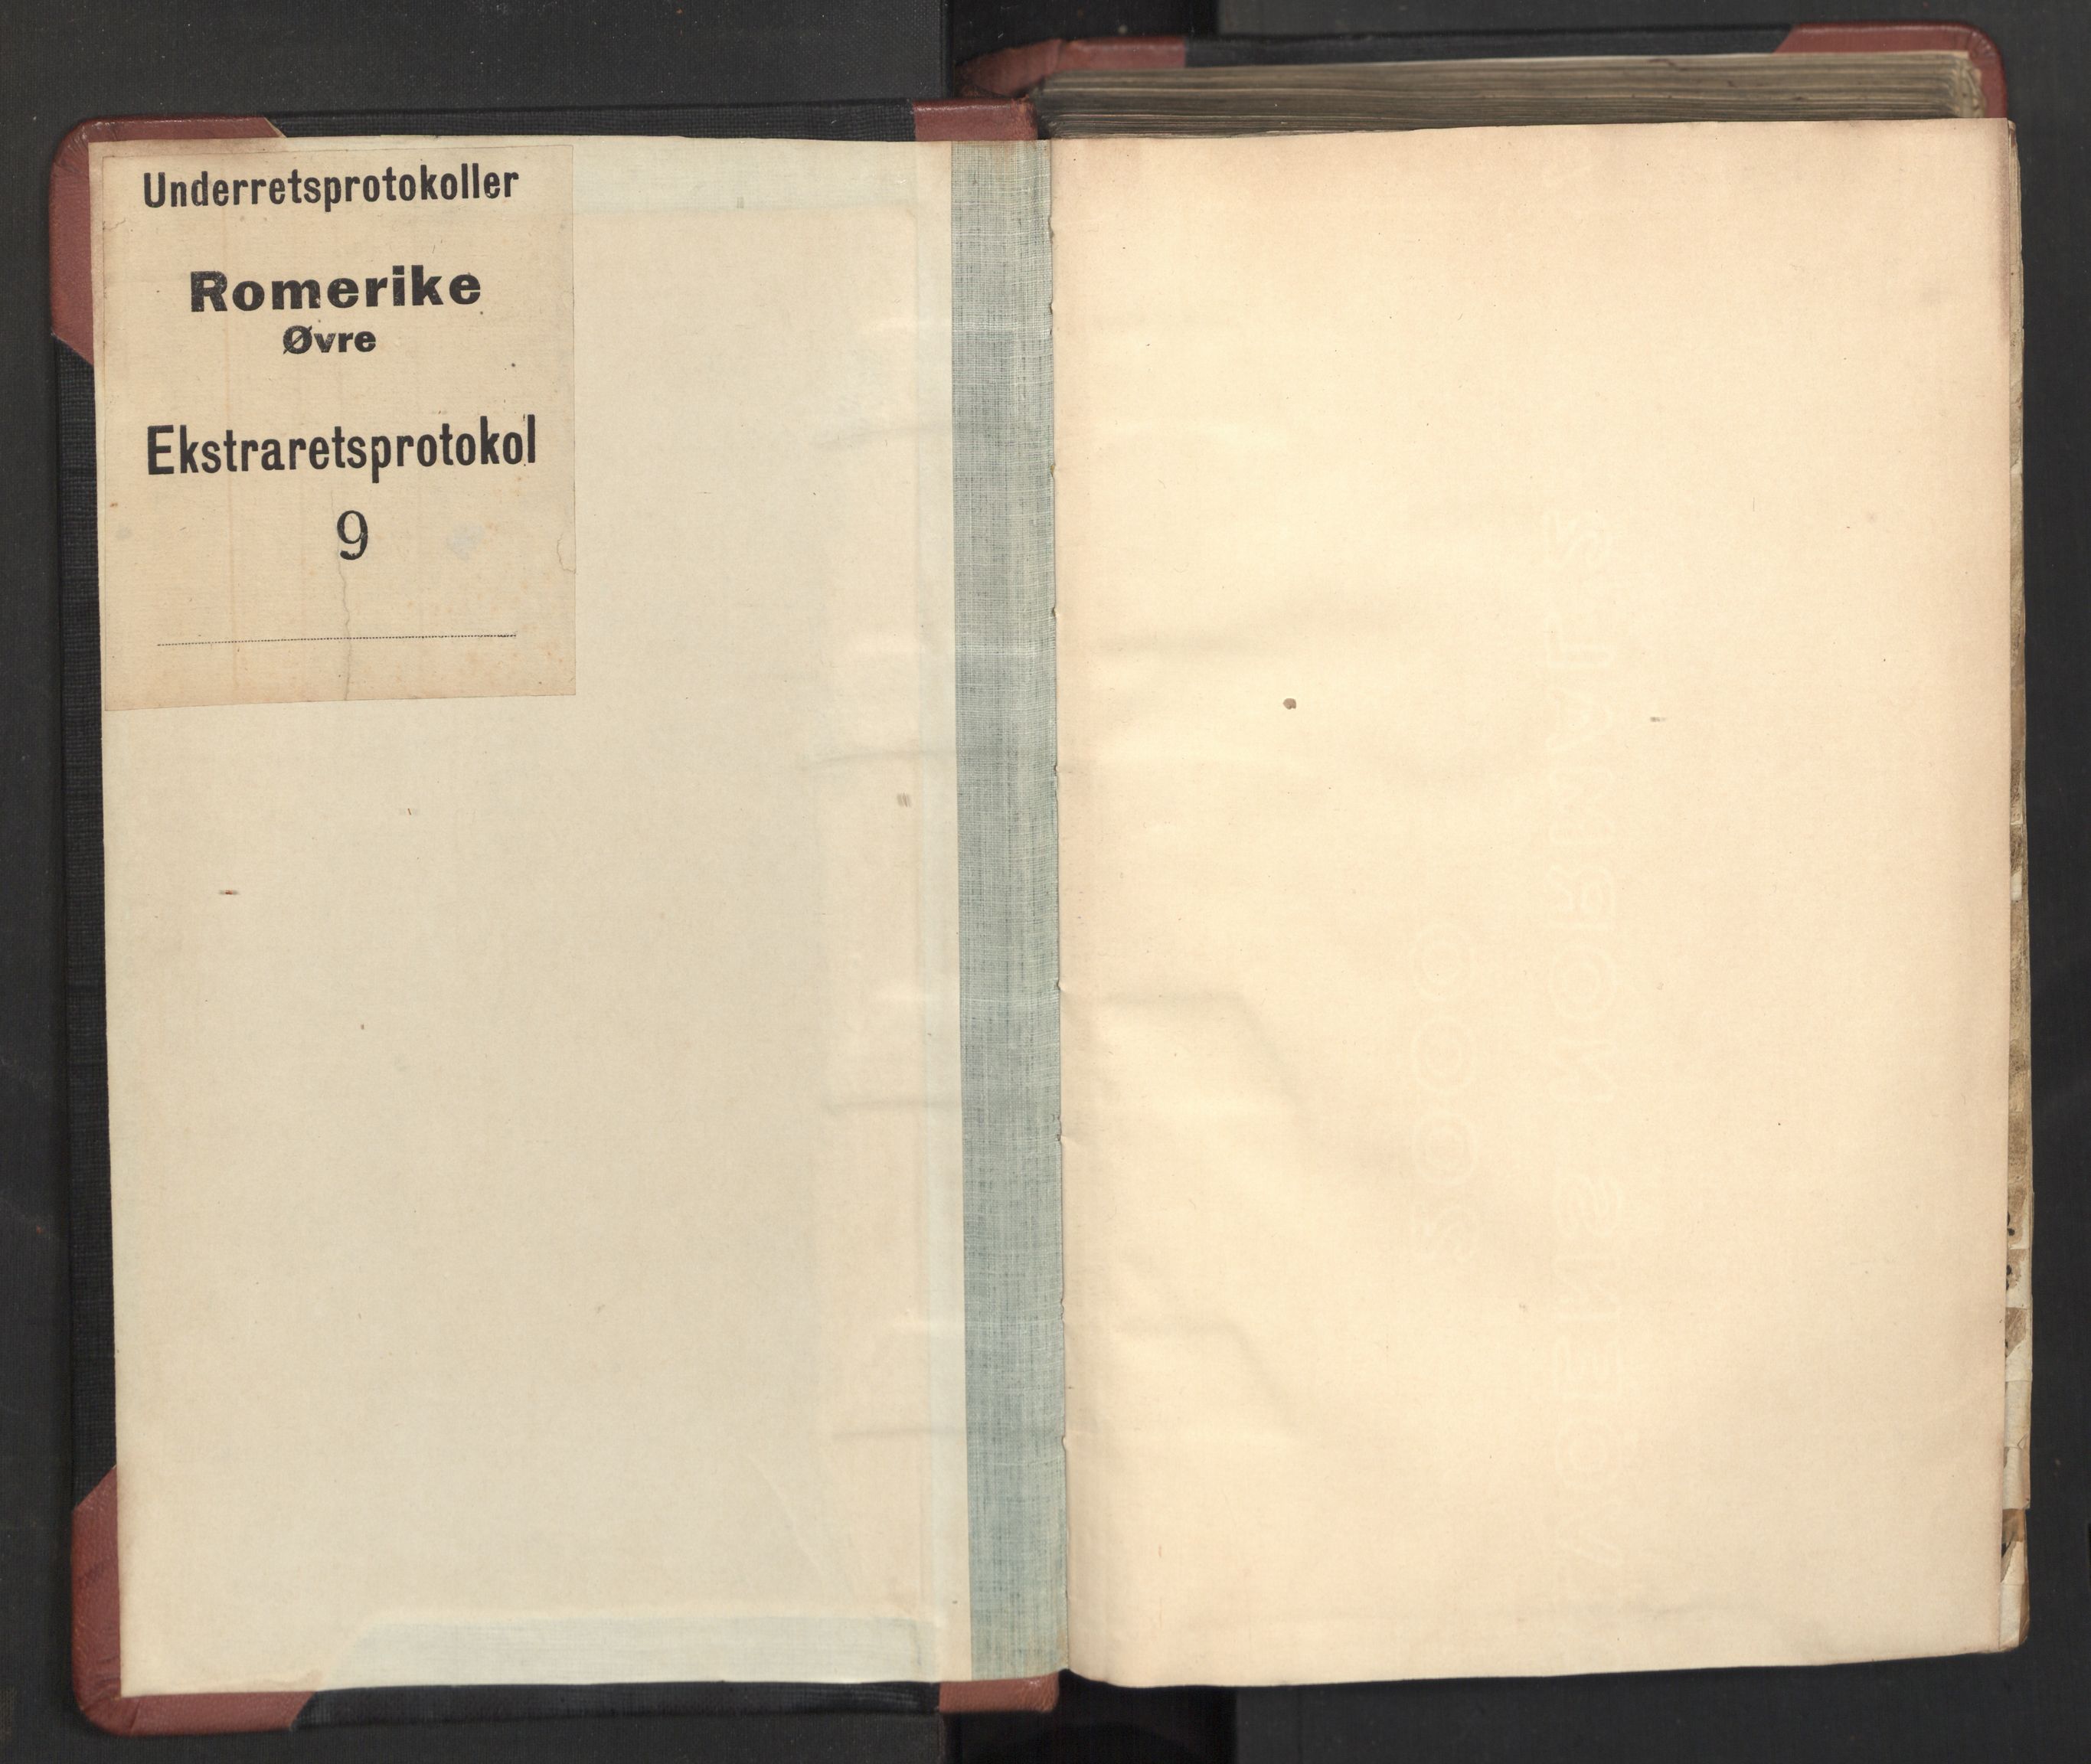 Underretsprotokoller
Romerike
Øvre
Ekstraretsprotokol
9